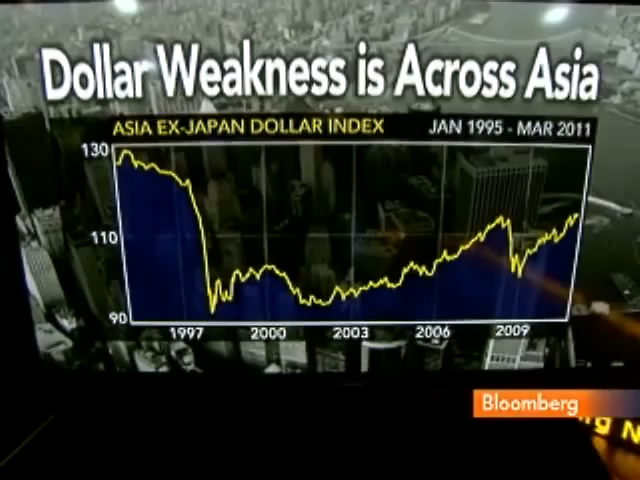 Dollar Weakness is Across Asia
ASIA EX-JAPAN DOLLAR INDEX JAN 1995 - MAR 2011
130
110
90
1997 2000 2003 2006 2009
Bloomberg